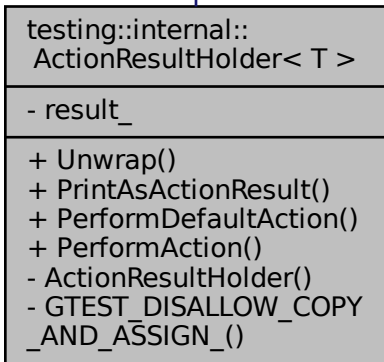 testing::internal::
ActionResultHolder< T >
- result_
+ Unwrap()
+ PrintAsActionResult()
+ PerformDefaultAction()
+ PerformAction()
- ActionResultHolder()
- GTEST_DISALLOW_COPY
_AND_ASSIGN_()